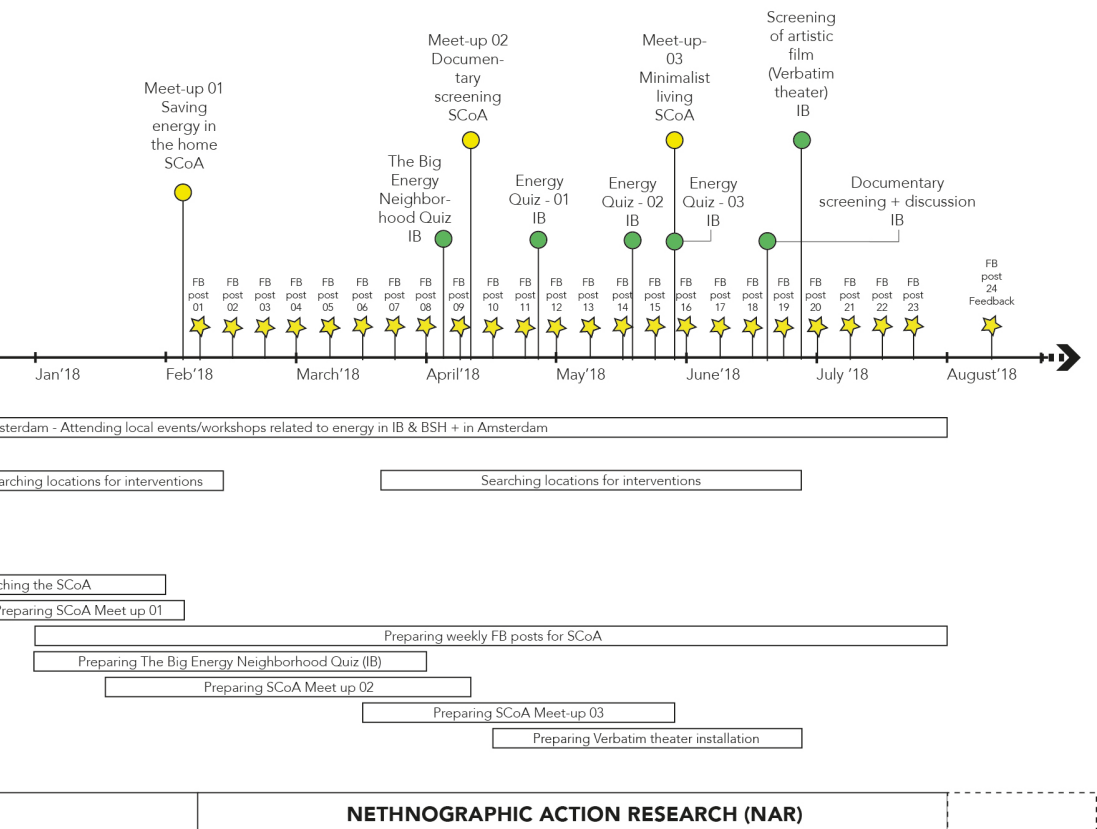 Screening
of artistic
film
(Verbatim
theater)
IB
Meet-up 02
Documen-
tary
screening
SCoA
Meet-up-
03
Minimalist
living
SCoA
Meet-up 01
Saving
energy in
the home
SCoA
The Big
Energy
Neighbor-
hood Quiz
IB
Energy
Quiz - 01
IB
Energy
Quiz - 02
IB
Energy
Quiz - 03
IB
Documentary
screening + discussion
IB
FB
post
01
FB
post
02
FB
post
03
FB
post
04
FB
post
05
FB
post
06
FB
post
07
FB
post
08
FB
post
09
FB
post
10
FB
post
11
FB
post
12
FB
post
13
FB
post
14
FB
post
15
FB
post
16
FB
post
17
FB
post
18
FB
post
19
FB
post
20
FB
post
21
FB
post
22
FB
post
23
FB
post
24
Feedback
Jan'18
Feb'18
March'18
April'18
May'18
June'18
July '18
August'18
sterdam - Attending local events/workshops related to energy in IB & BSH + in Amsterdam
arching locations for interventions
Searching locations for interventions
ching the SCoA
Preparing SCoA Meet up 01
Preparing weekly FB posts for SCoA
Preparing The Big Energy Neighborhood Quiz (IB)
Preparing SCoA Meet up 02
Preparing SCoA Meet-up 03
Preparing Verbatim theater installation
NETHNOGRAPHIC ACTION RESEARCH (NAR)